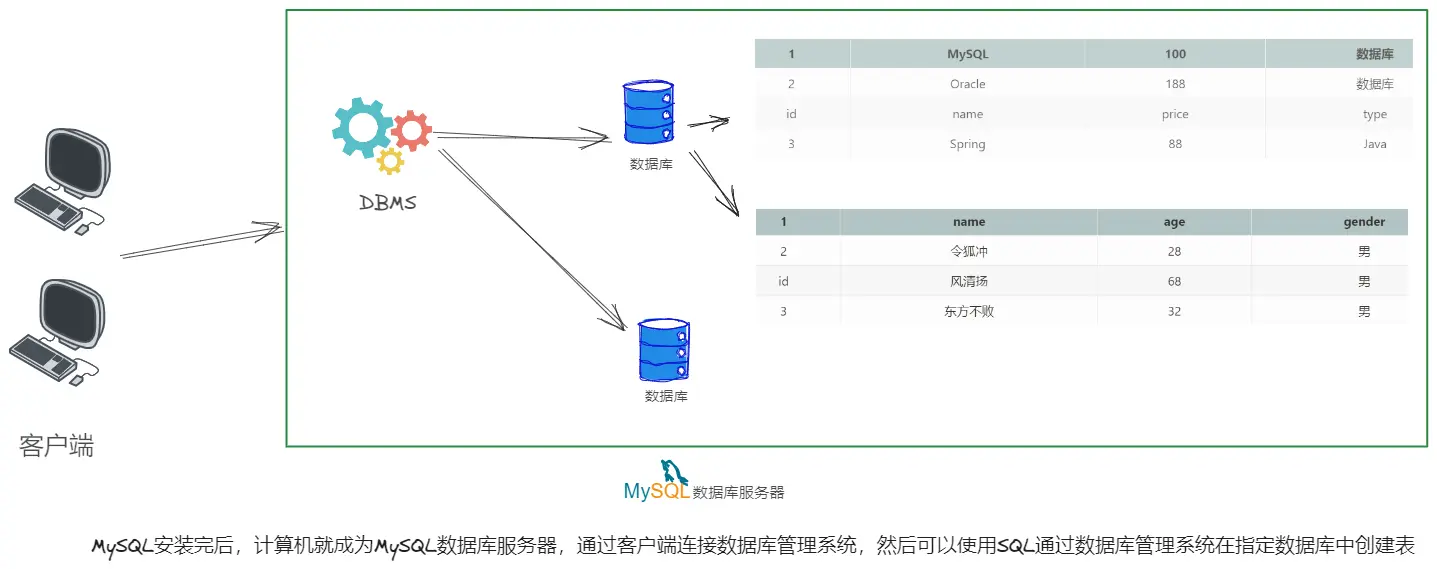 1 MySQL 100 数据库
2 Oracle 188 数据库
id name price type
3 Spring 88 Java
数据库
DBMS
1 name age gender
2 令狐冲 28 男
id 风清扬 68 男
3 东方不败 32 男
数据库
客户端
MySQL数据库服务器
MySQL安装完后，计算机就成为MySQL数据库服务器，通过客户端连接数据库管理系统，然后可以使用SQL通过数据库管理系统在指定数据库中创建表